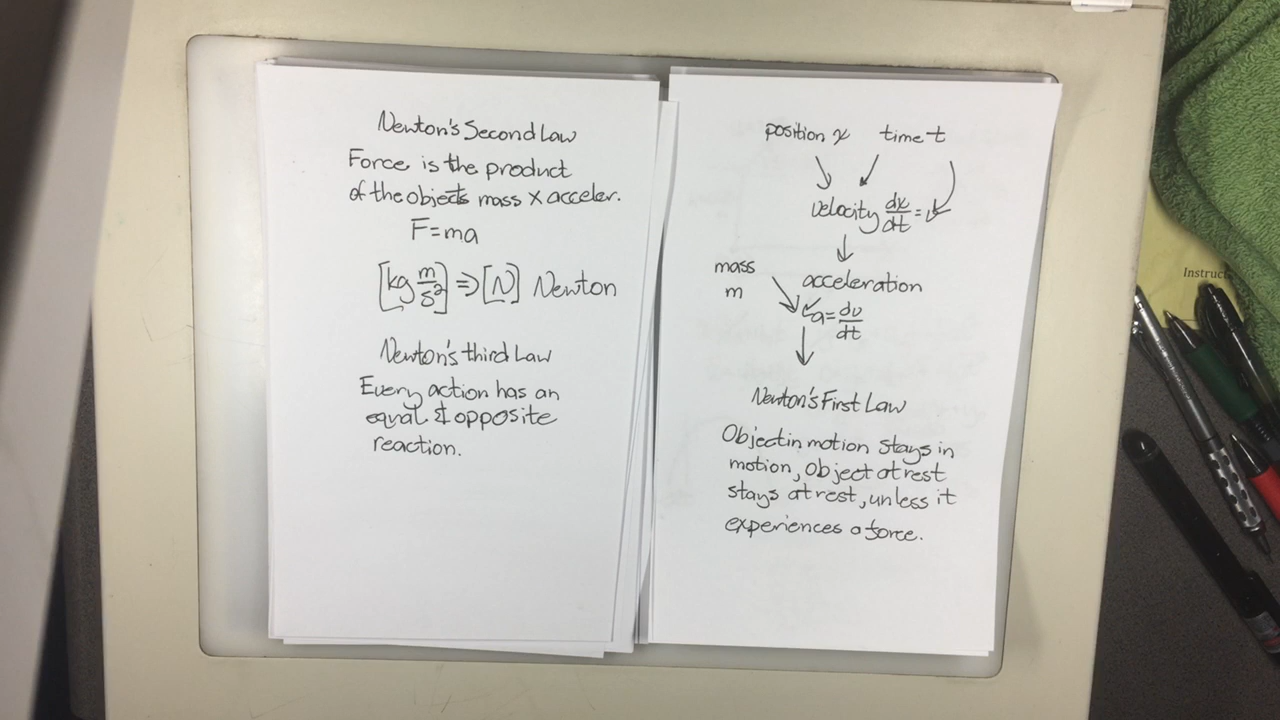 Newton's Second Law
Force is the product
of the objects mass x acceler.
F=ma
[kg m/s²] => [N] Newton
Newton's third Law
Every action has an
equal & opposite
reaction.
position x time t
velocity dx/dt = v
mass
m
acceleration
a = dv/dt
Newton's First Law
Object in motion stays in
motion, object at rest
stays at rest, unless it
experiences a force.
Instruc